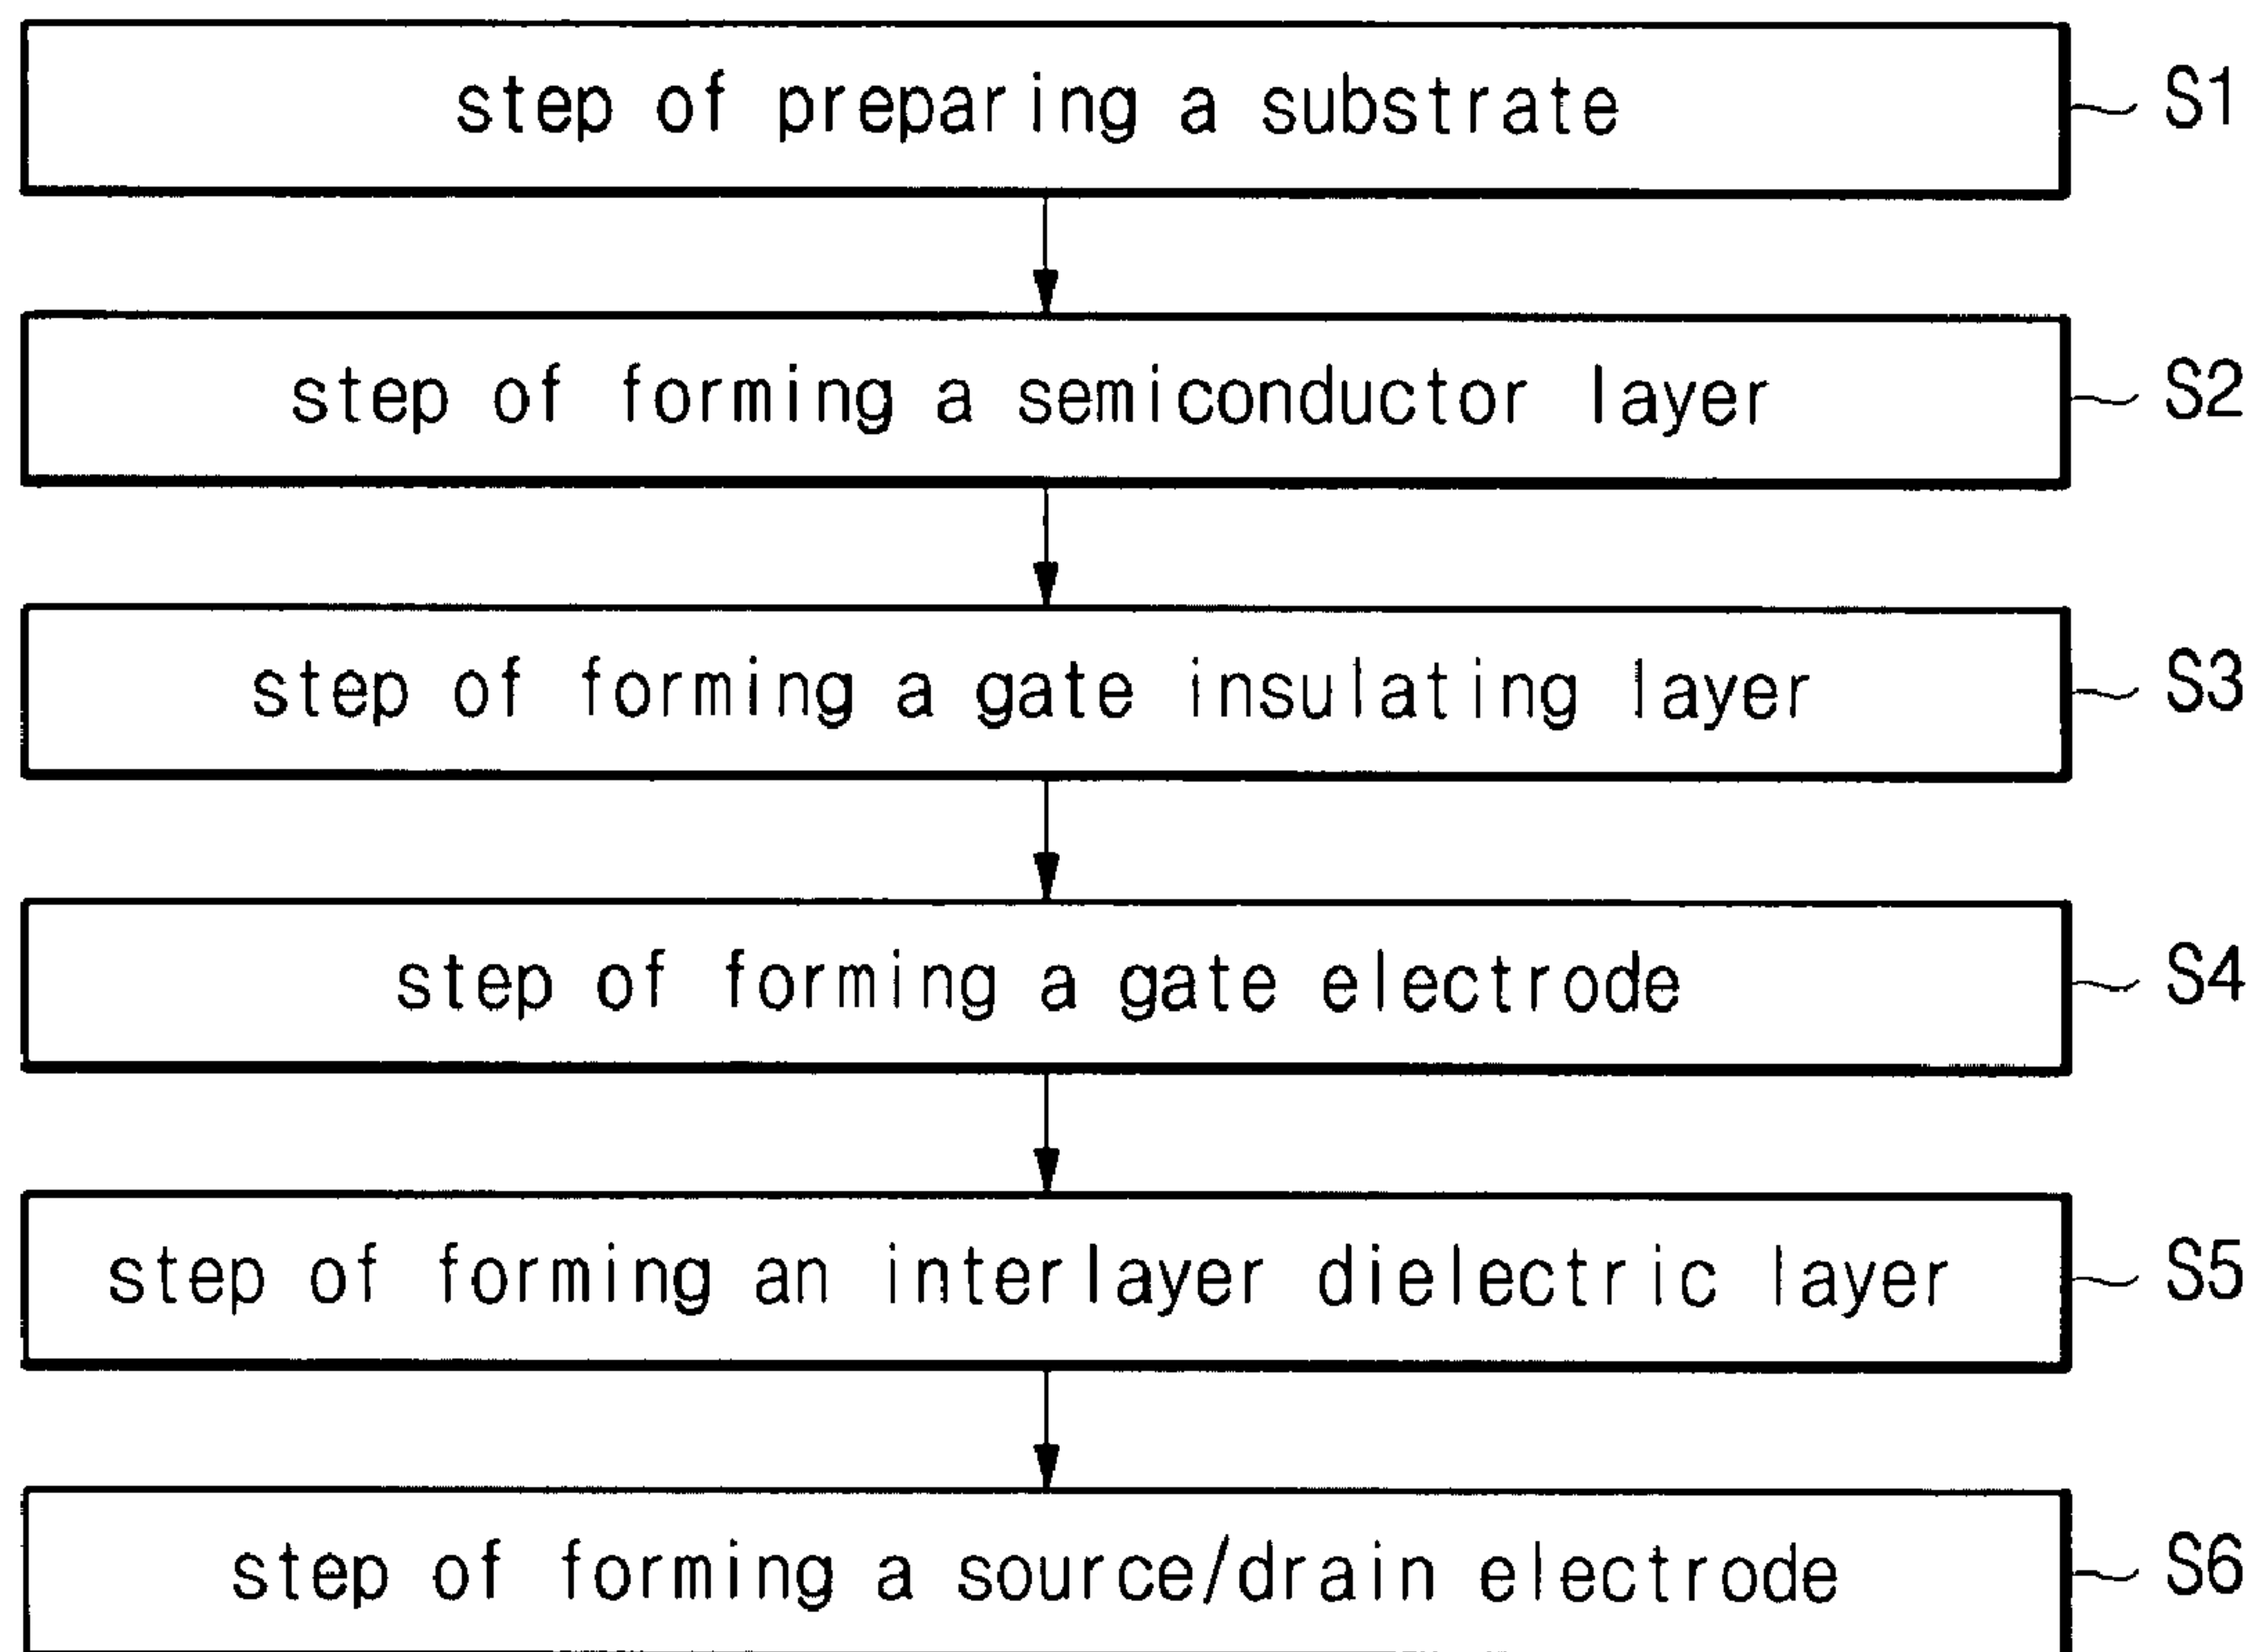 step of preparing a substrate S1
step of forming a semiconductor layer S2
step of forming a gate insulating layer S3
step of forming a gate electrode S4
step of forming an interlayer dielectric layer S5
step of forming a source/drain electrode S6